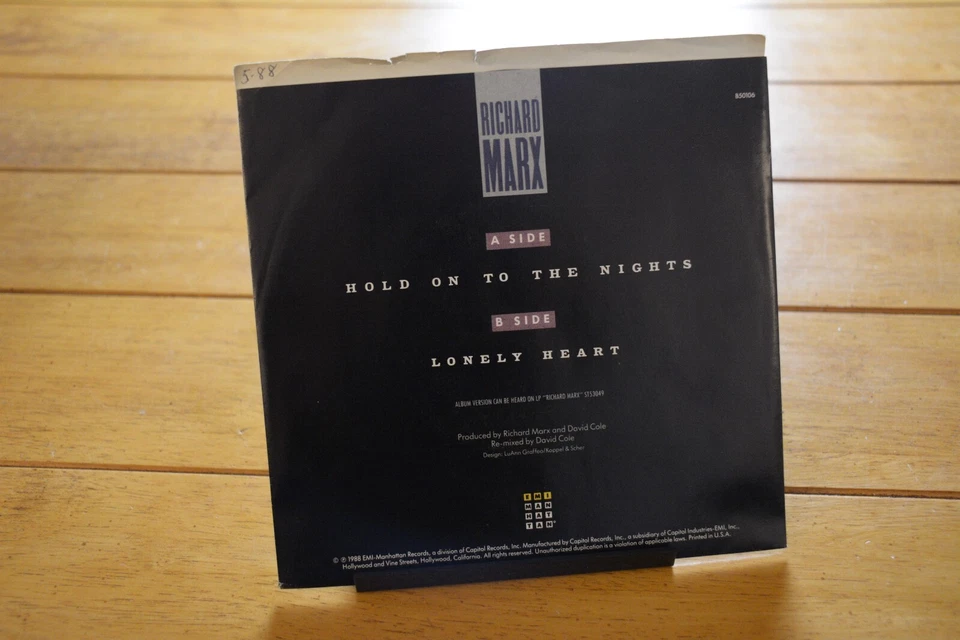 5-88
B50106
RICHARD
MARX
A SIDE
HOLD ON TO THE NIGHTS
B SIDE
LONELY HEART
ALBUM VERSION CAN BE HEARD ON LP "RICHARD MARX" ST53049
Produced by Richard Marx and David Cole
Re-mixed by David Cole
Design: LuAnn Graffeo/Koppel & Scher
EMI
MAN
HAT
TAN®
© ℗ 1988 EMI-Manhattan Records, a division of Capitol Records, Inc. Manufactured by Capitol Records, Inc., a subsidiary of Capitol Industries-EMI, Inc.,
Hollywood and Vine Streets, Hollywood, California. All rights reserved. Unauthorized duplication is a violation of applicable laws. Printed in U.S.A.